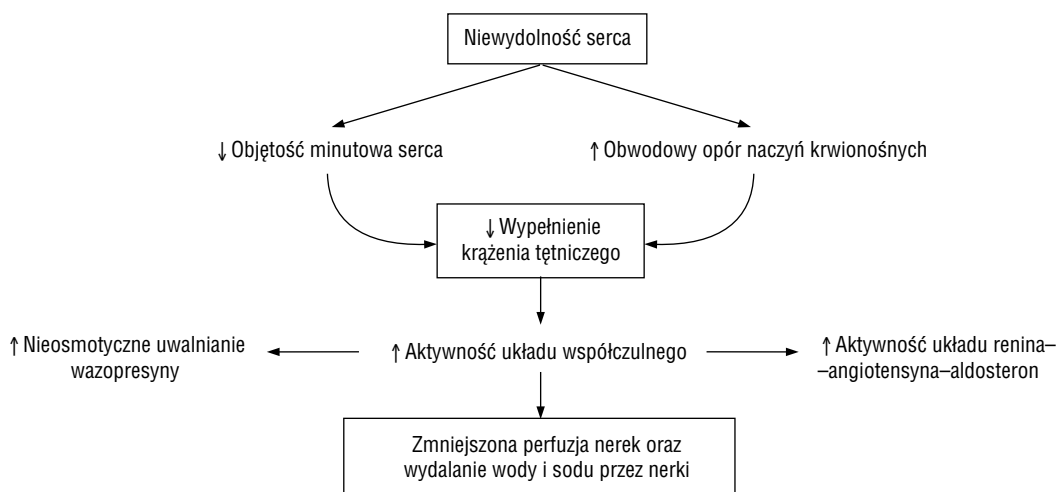 Niewydolność serca
↓ Objętość minutowa serca
↑ Obwodowy opór naczyń krwionośnych
↓ Wypełnienie
krążenia tętniczego
↑ Nieosmotyczne uwalnianie
wazopresyny
↑ Aktywność układu współczulnego
↑ Aktywność układu renina–
–angiotensyna–aldosteron
Zmniejszona perfuzja nerek oraz
wydalanie wody i sodu przez nerki